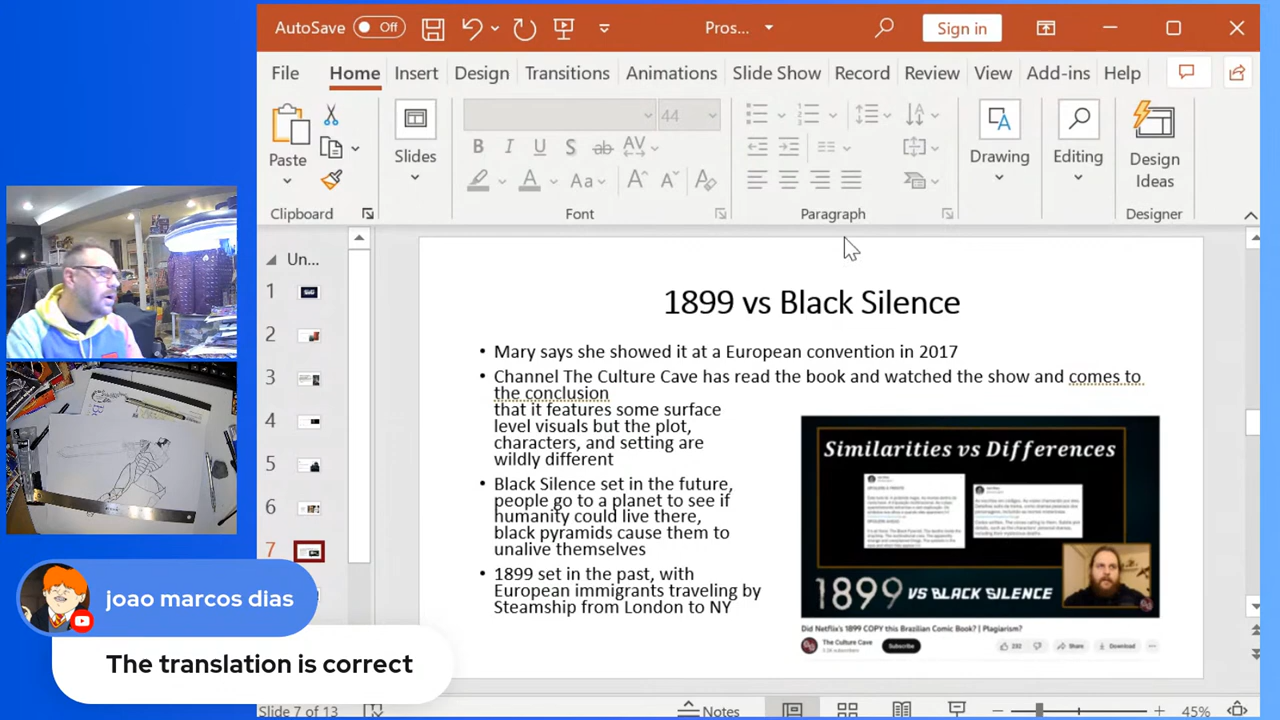 AutoSave
Off
Pros...
Sign in
File
Home
Insert
Design
Transitions
Animations
Slide Show
Record
Review
View
Add-ins
Help
Paste
Slides
44
Drawing
Editing
Design
Ideas
Clipboard
Font
Paragraph
Designer
Un...
1
2
3
4
5
6
7
1899 vs Black Silence
• Mary says she showed it at a European convention in 2017
• Channel The Culture Cave has read the book and watched the show and comes to
the conclusion
that it features some surface
level visuals but the plot,
characters, and setting are
wildly different
• Black Silence set in the future,
people go to a planet to see if
humanity could live there,
black pyramids cause them to
unalive themselves
• 1899 set in the past, with
European immigrants traveling by
Steamship from London to NY
Similarities vs Differences
1899 VS BLACK SILENCE
Did Netflix's 1899 COPY this Brazilian Comic Book? | Plagiarism?
The Culture Cave
Subscribe
232
Share
Download
joao marcos dias
The translation is correct
Slide 7 of 13
Notes
45%